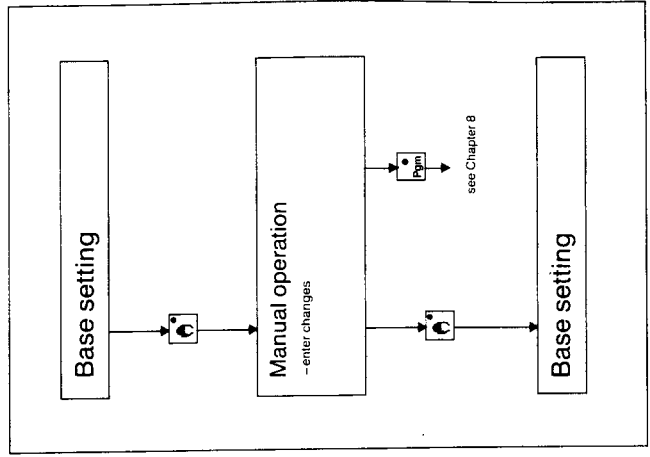 Base setting
Manual operation
– enter changes
Pgm
see Chapter 8
Base setting